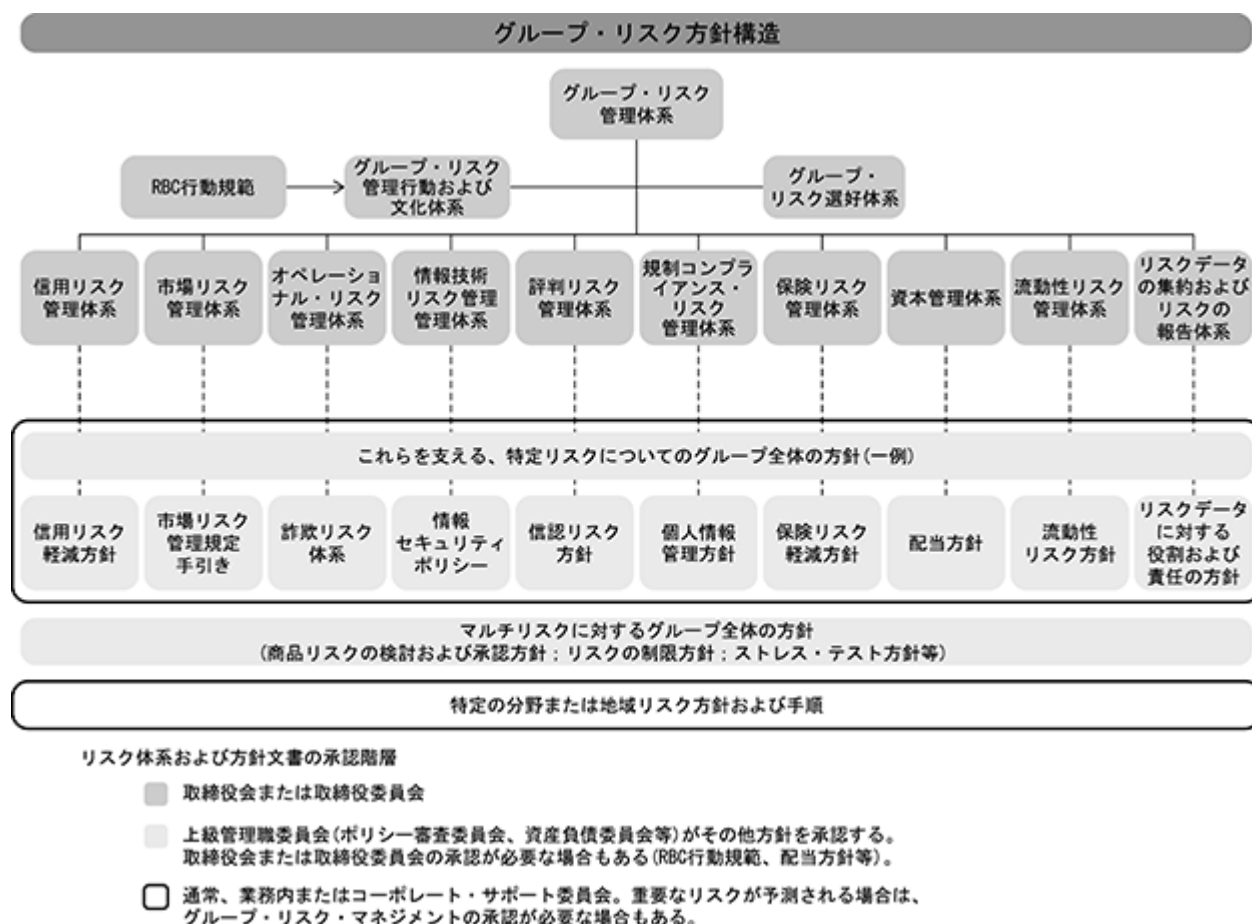 グループ・リスク方針構造
グループ・リスク
管理体系
RBC行動規範
グループ・リスク
管理行動および
文化体系
グループ・
リスク選好体系
信用リスク
管理体系
市場リスク
管理体系
オペレーショ
ナル・リスク
管理体系
情報技術
リスク管理
管理体系
評判リスク
管理体系
規制コンプラ
イアンス・
リスク
管理体系
保険リスク
管理体系
資本管理体系
流動性リスク
管理体系
リスクデータ
の集約および
リスクの
報告体系
これらを支える、特定リスクについてのグループ全体の方針(一例)
信用リスク
軽減方針
市場リスク
管理規定
手引き
詐欺リスク
体系
情報
セキュリティ
ポリシー
信認リスク
方針
個人情報
管理方針
保険リスク
軽減方針
配当方針
流動性
リスク方針
リスクデータ
に対する
役割および
責任の方針
マルチリスクに対するグループ全体の方針
(商品リスクの検討および承認方針；リスクの制限方針；ストレス・テスト方針等)
特定の分野または地域リスク方針および手順
リスク体系および方針文書の承認階層
取締役会または取締役委員会
上級管理職委員会(ポリシー審査委員会、資産負債委員会等)がその他方針を承認する。
取締役会または取締役委員会の承認が必要な場合もある(RBC行動規範、配当方針等)。
通常、業務内またはコーポレート・サポート委員会。重要なリスクが予測される場合は、
グループ・リスク・マネジメントの承認が必要な場合もある。